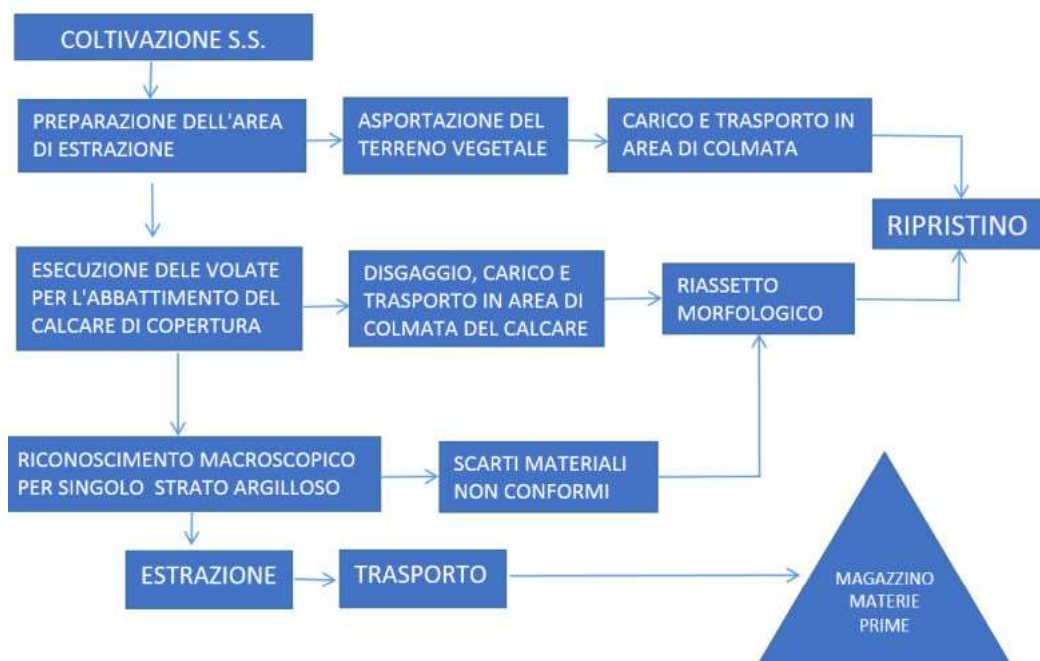 COLTIVAZIONE S.S.
PREPARAZIONE DELL'AREA
DI ESTRAZIONE
ASPORTAZIONE DEL
TERRENO VEGETALE
CARICO E TRASPORTO IN
AREA DI COLMATA
RIPRISTINO
ESECUZIONE DELE VOLATE
PER L'ABBATTIMENTO DEL
CALCARE DI COPERTURA
DISGAGGIO, CARICO E
TRASPORTO IN AREA DI
COLMATA DEL CALCARE
RIASSETTO
MORFOLOGICO
RICONOSCIMENTO MACROSCOPICO
PER SINGOLO STRATO ARGILLOSO
SCARTI MATERIALI
NON CONFORMI
ESTRAZIONE
TRASPORTO
MAGAZZINO
MATERIE
PRIME